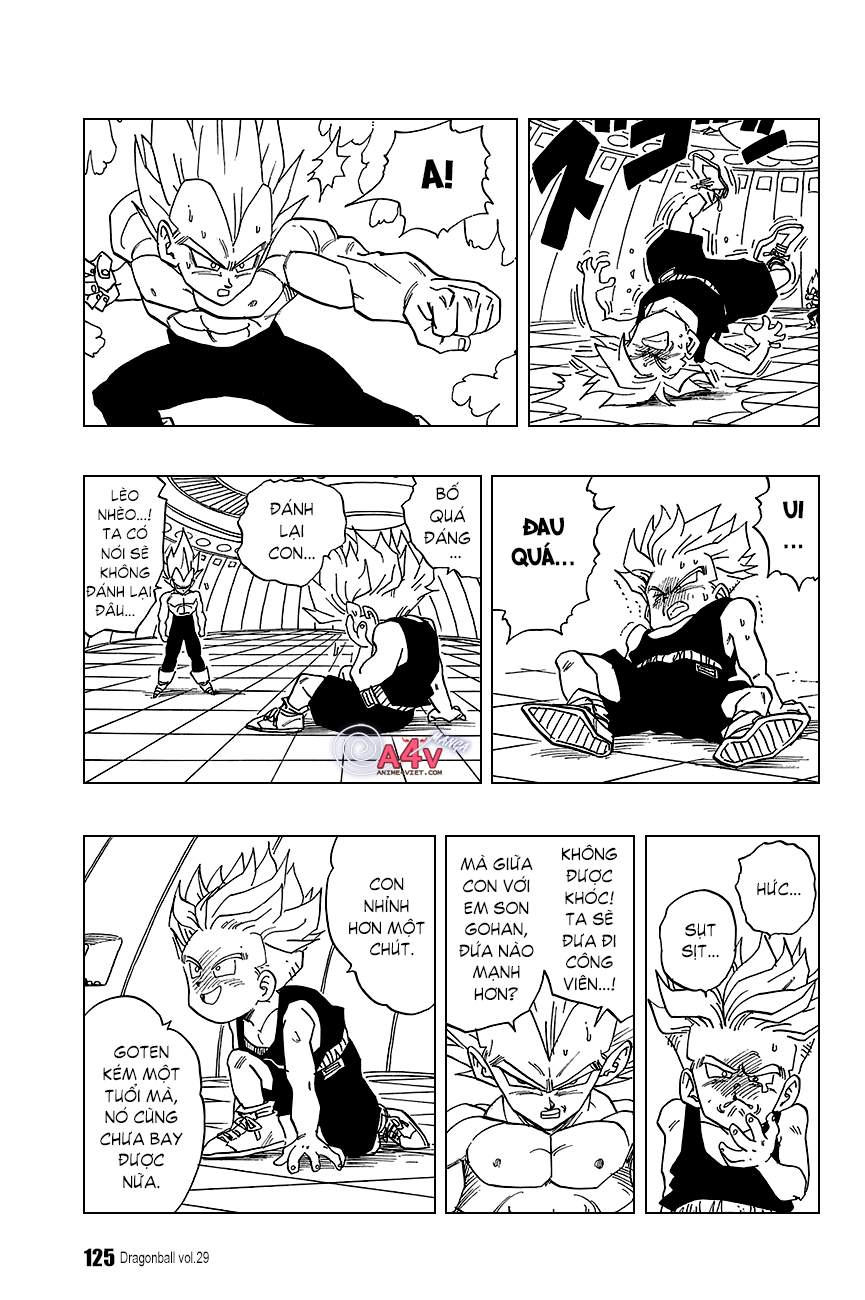 A!
UI
...
ĐAU
QUÁ...
BỐ
QUÁ
ĐÁNG
...
ĐÁNH
LẠI
CON...
LÈO
NHÈO...!
TA CÓ
NÓI SẼ
KHÔNG
ĐÁNH LẠI
ĐÂU...
A4V
MANGA
ANIME4VIET.COM
HỨC...
SỤT
SỊT...
KHÔNG
ĐƯỢC
KHÓC!
TA SẼ
ĐƯA ĐI
CÔNG
VIÊN...!
MÀ GIỮA
CON VỚI
EM SON
GOHAN,
ĐỨA NÀO
MẠNH
HƠN?
CON
NHỈNH
HƠN MỘT
CHÚT.
GOTEN
KÉM MỘT
TUỔI MÀ,
NÓ CŨNG
CHƯA BAY
ĐƯỢC
NỮA.
125 Dragonball vol.29